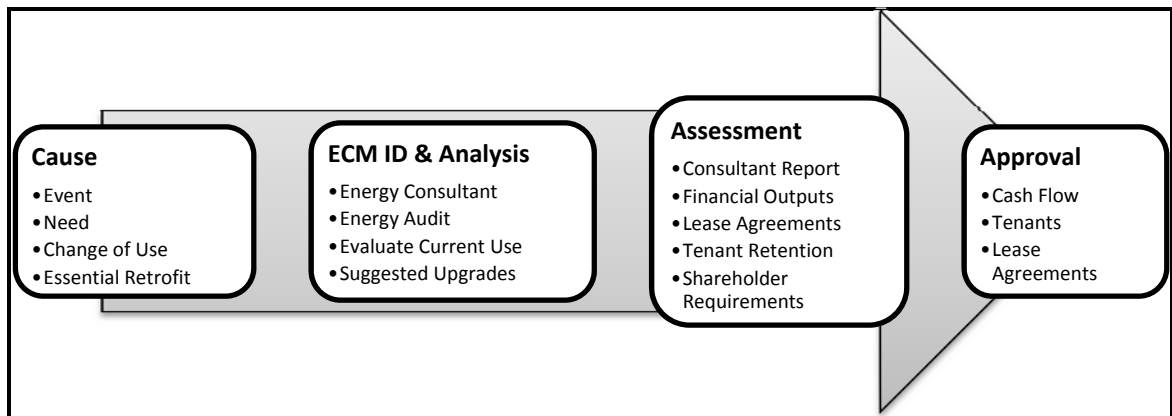 Cause
•Event
•Need
•Change of Use
•Essential Retrofit
ECM ID & Analysis
•Energy Consultant
•Energy Audit
•Evaluate Current Use
•Suggested Upgrades
Assessment
•Consultant Report
•Financial Outputs
•Lease Agreements
•Tenant Retention
•Shareholder
Requirements
Approval
•Cash Flow
•Tenants
•Lease
Agreements